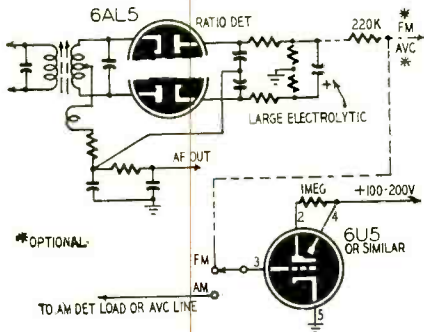 6AL5
RATIO DET
220K
*
FM
AVC
*
+
LARGE ELECTROLYTIC
AF OUT
1MEG
+100-200V
2
4
6U5
OR SIMILAR
*OPTIONAL
FM
3
AM
TO AM DET LOAD OR AVC LINE
5